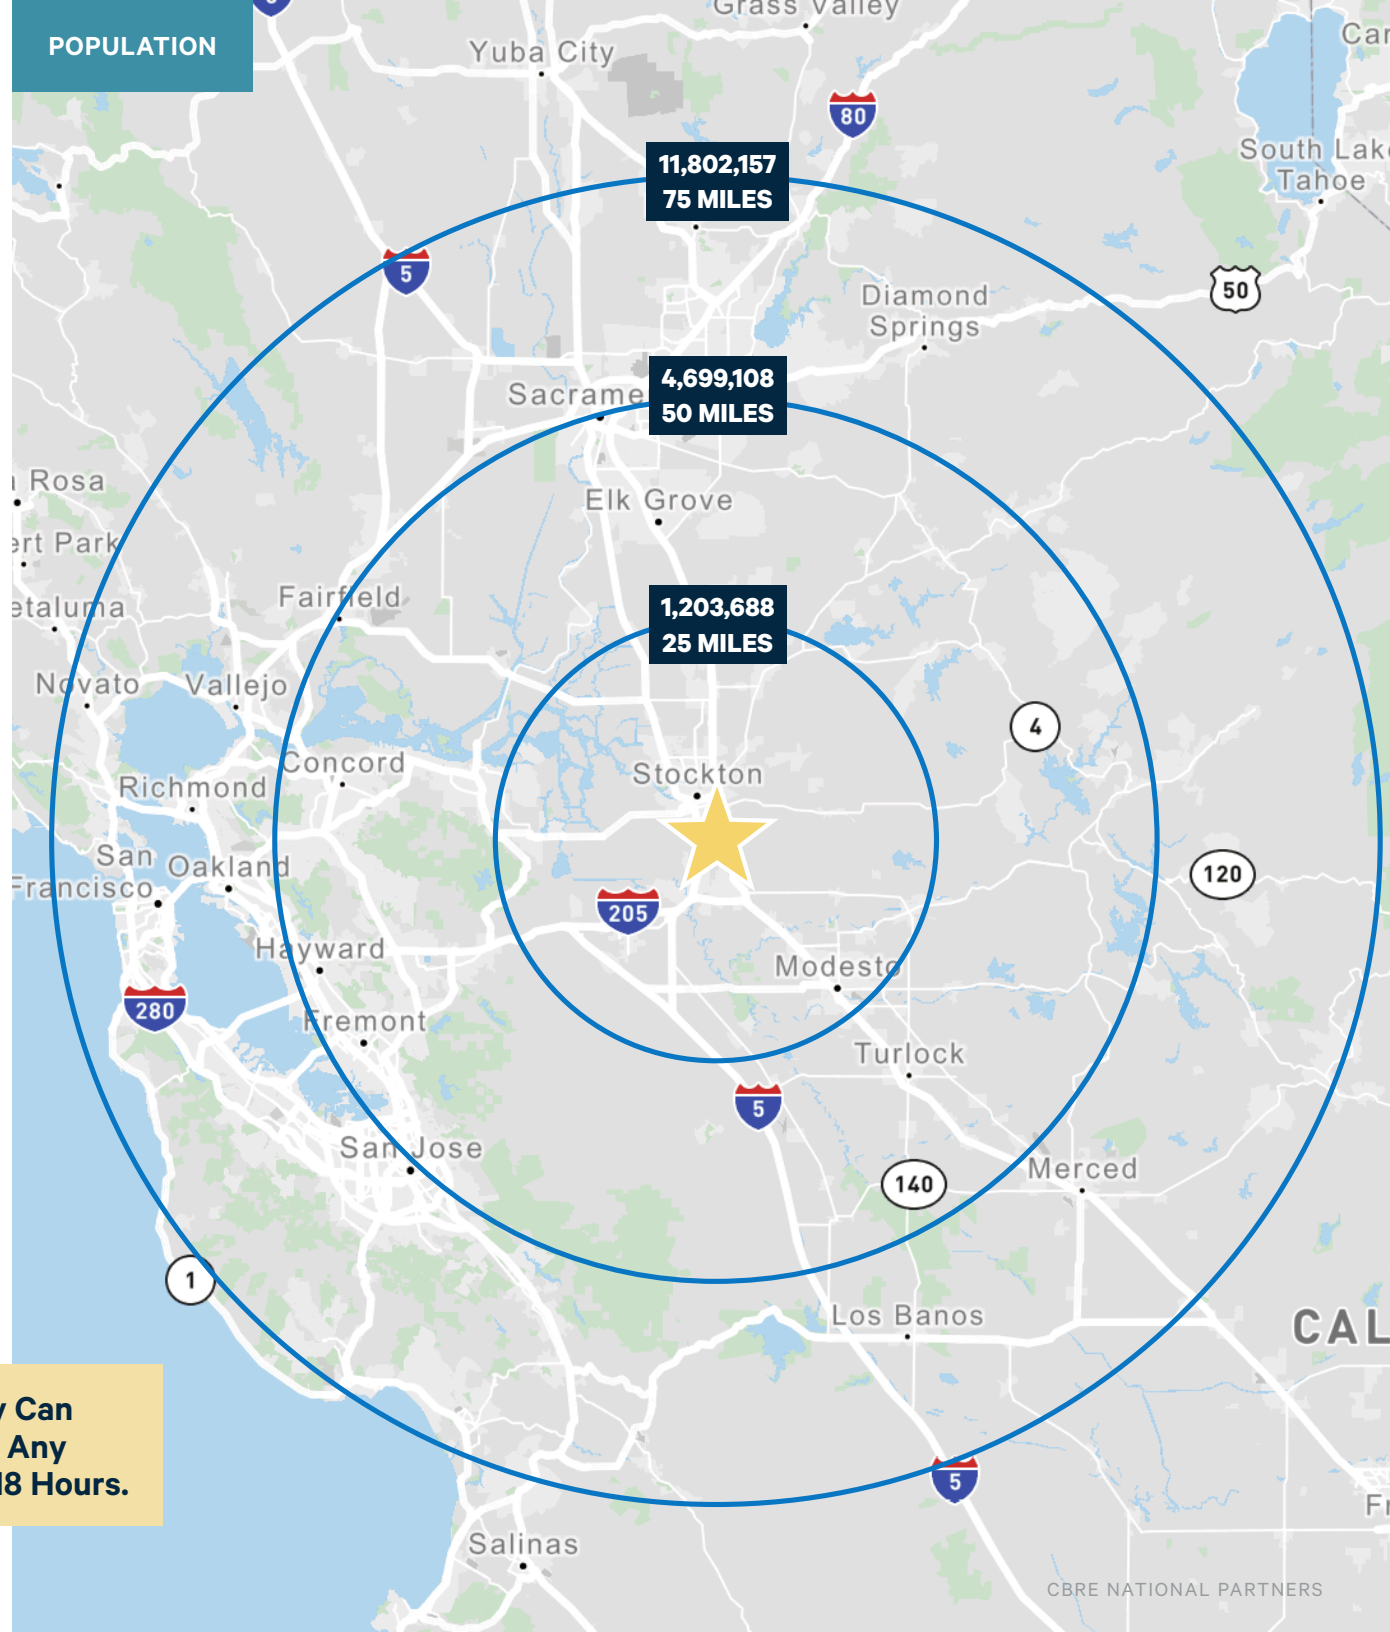 POPULATION
Grass Valley
Yuba City
80
11,802,157
75 MILES
South Lake
Tahoe
5
50
Diamond
Springs
4,699,108
50 MILES
Sacrame
Rosa
Elk Grove
ert Park
Fairfield
etaluma
1,203,688
25 MILES
Novato
Vallejo
4
Concord
Stockton
Richmond
San
Francisco
Oakland
120
205
Hayward
Modesto
280
Fremont
Turlock
5
San Jose
Merced
140
1
Los Banos
CAL
y Can
Any
18 Hours.
5
Fr
Salinas
CBRE NATIONAL PARTNERS